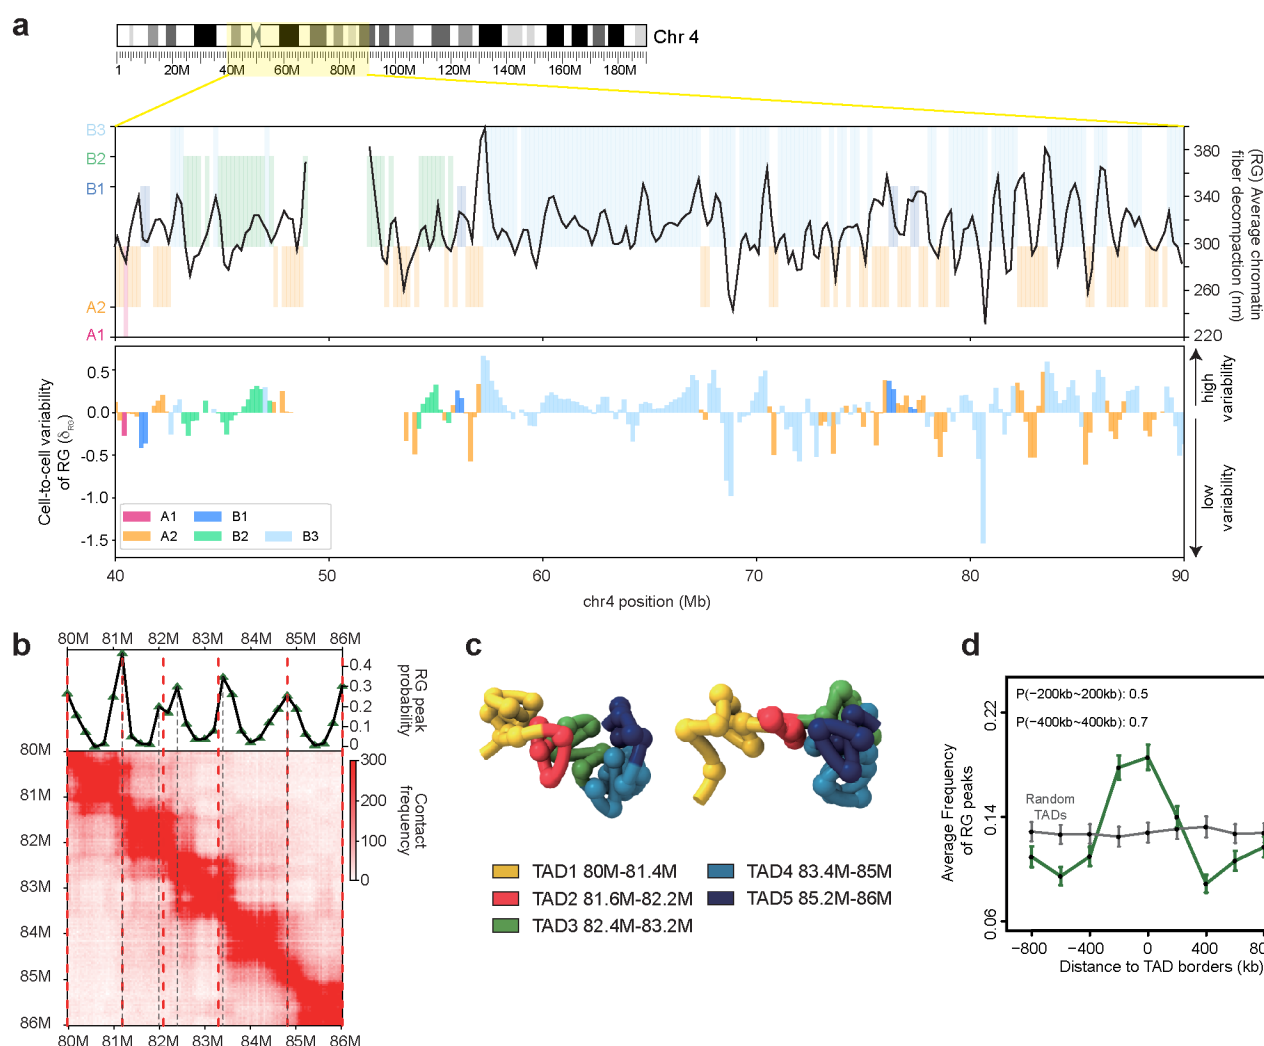 a
Chr 4
1 20M 40M 60M 80M 100M 120M 140M 160M 180M
B3
B2
B1
A2
A1
380
340
300
260
220
(RG) Average chromatin
fiber decompaction (nm)
0.5
0.0
-0.5
-1.0
-1.5
Cell-to-cell variability
of RG (δRG)
high
variability
low
variability
A1 B1
A2 B2 B3
40 50 60 70 80 90
chr4 position (Mb)
b
80M 81M 82M 83M 84M 85M 86M
0.4
0.3
0.2
0.1
0
RG peak
probability
80M
81M
82M
83M
84M
85M
86M
300
200
100
0
Contact
frequency
80M 81M 82M 83M 84M 85M 86M
c
TAD1 80M-81.4M
TAD2 81.6M-82.2M
TAD3 82.4M-83.2M
TAD4 83.4M-85M
TAD5 85.2M-86M
d
P(−200kb~200kb): 0.5
P(−400kb~400kb): 0.7
Random
TADs
0.22
0.14
0.06
Average Frequency
of RG peaks
−800 −400 0 400 80
Distance to TAD borders (kb)